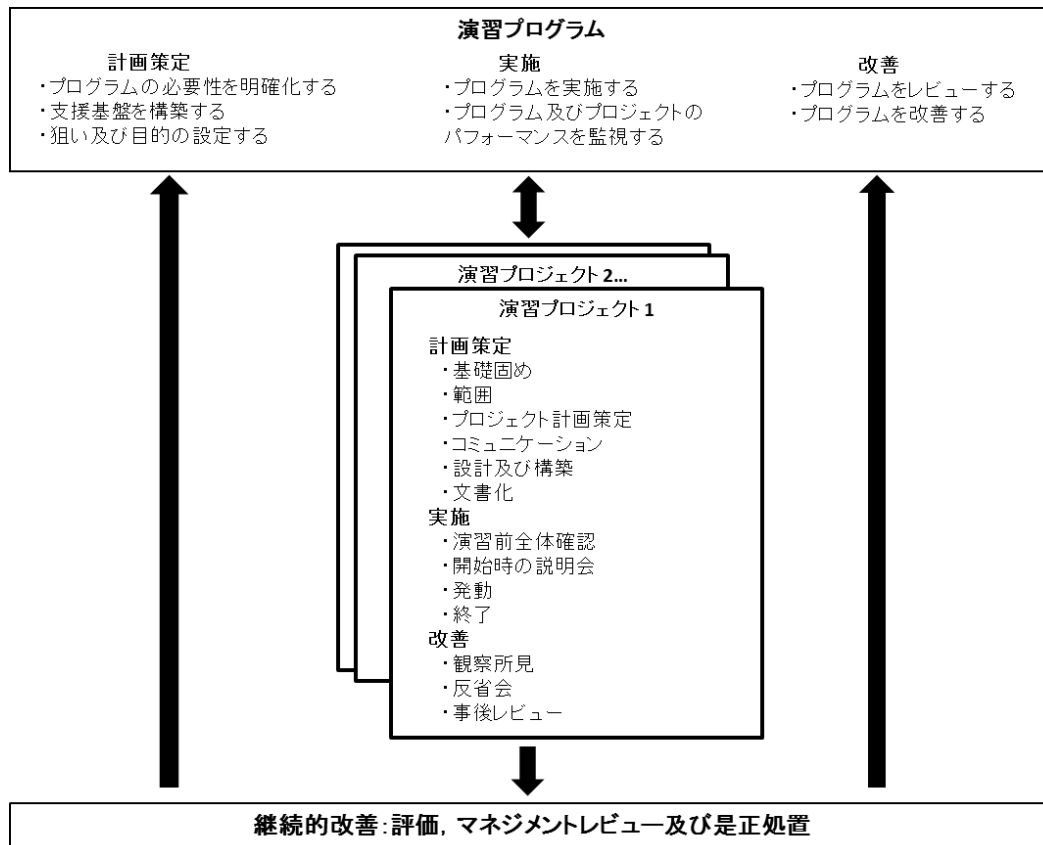 演習プログラム
計画策定
・プログラムの必要性を明確化する
・支援基盤を構築する
・狙い及び目的の設定する
実施
・プログラムを実施する
・プログラム及びプロジェクトの
パフォーマンスを監視する
改善
・プログラムをレビューする
・プログラムを改善する
演習プロジェクト 2...
演習プロジェクト 1
計画策定
・基礎固め
・範囲
・プロジェクト計画策定
・コミュニケーション
・設計及び構築
・文書化
実施
・演習前全体確認
・開始時の説明会
・発動
・終了
改善
・観察所見
・反省会
・事後レビュー
継続的改善：評価，マネジメントレビュー及び是正処置